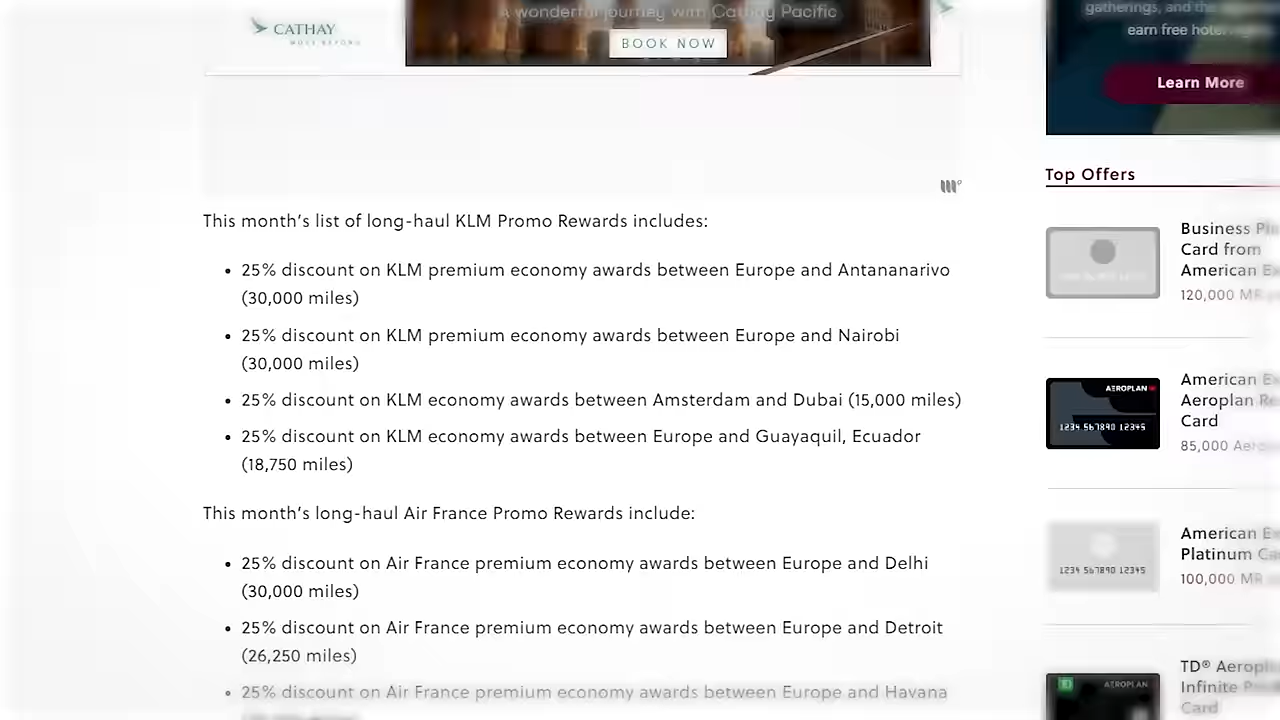 A wonderful journey with Cathay Pacific
CATHAY
BOOK NOW
gatherings, and the
earn free hotel
Learn More
This month's list of long-haul KLM Promo Rewards includes:
• 25% discount on KLM premium economy awards between Europe and Antananarivo
(30,000 miles)
• 25% discount on KLM premium economy awards between Europe and Nairobi
(30,000 miles)
• 25% discount on KLM economy awards between Amsterdam and Dubai (15,000 miles)
• 25% discount on KLM economy awards between Europe and Guayaquil, Ecuador
(18,750 miles)
This month's long-haul Air France Promo Rewards include:
• 25% discount on Air France premium economy awards between Europe and Delhi
(30,000 miles)
• 25% discount on Air France premium economy awards between Europe and Detroit
(26,250 miles)
• 25% discount on Air France premium economy awards between Europe and Havana
Top Offers
Business
Card from
American
120,000 MR
AEROPLAN
1234 567890 12345
American
Aeroplan
Card
85,000
1234 567890 12345
American
Platinum
100,000 MR
AEROPLAN
TD®
Infinite
Card